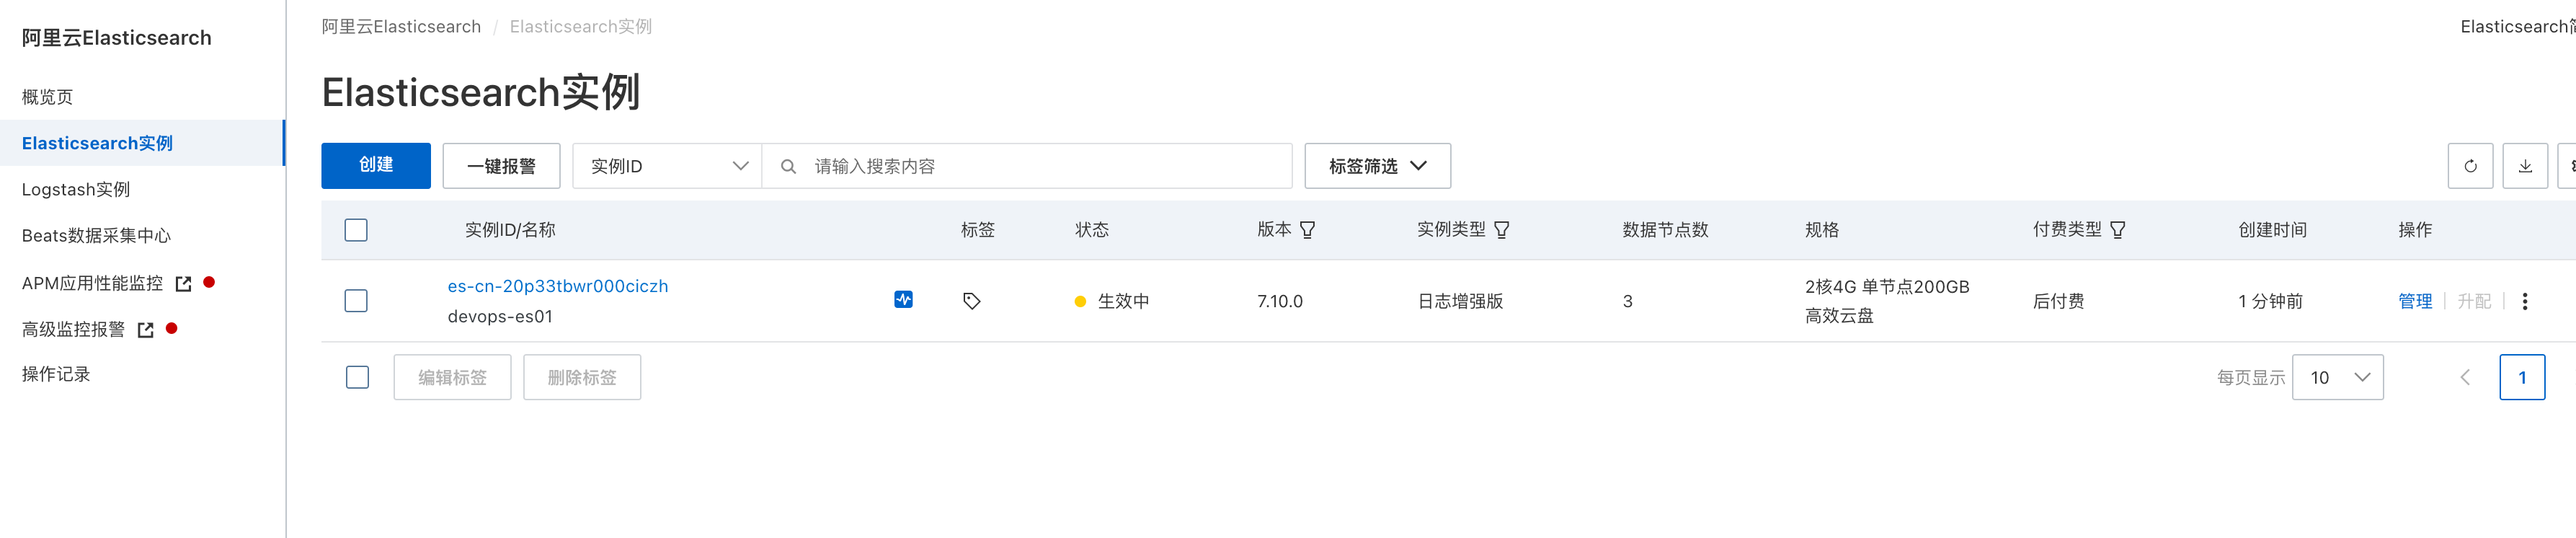 阿里云Elasticsearch
概览页
Elasticsearch实例
Logstash实例
Beats数据采集中心
APM应用性能监控
高级监控报警
操作记录
阿里云Elasticsearch / Elasticsearch实例
Elasticsearch
Elasticsearch实例
创建 一键报警 实例ID 请输入搜索内容 标签筛选
实例ID/名称 标签 状态 版本 实例类型 数据节点数 规格 付费类型 创建时间 操作
es-cn-20p33tbwr000ciczh
devops-es01
生效中 7.10.0 日志增强版 3
2核4G 单节点200GB
高效云盘
后付费 1 分钟前 管理 升配
编辑标签 删除标签 每页显示 10 1